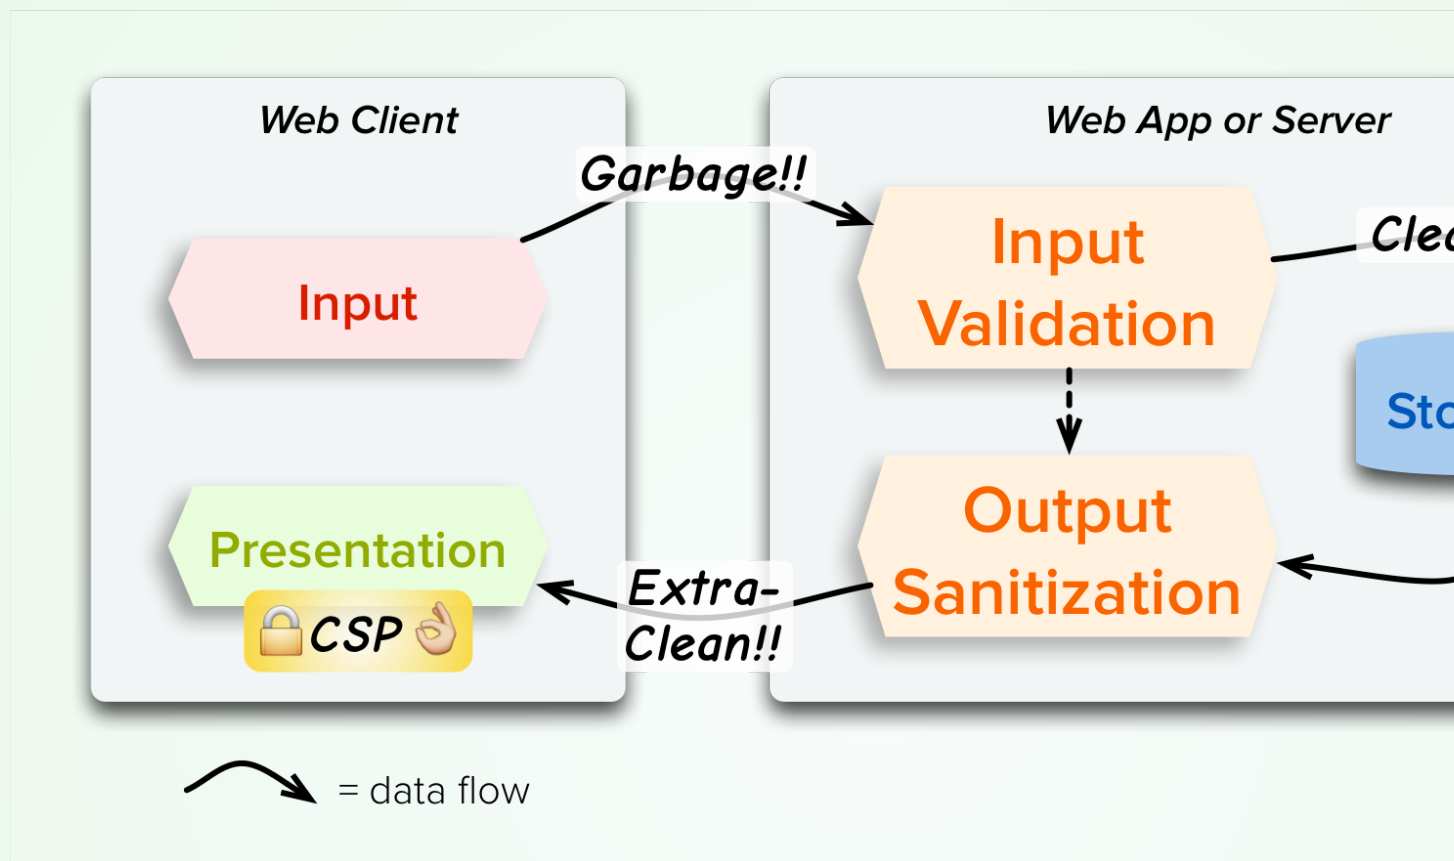 Web Client
Web App or Server
Garbage!!
Input
Validation
Input
Output
Sanitization
Presentation
Extra-
Clean!!
CSP
= data flow